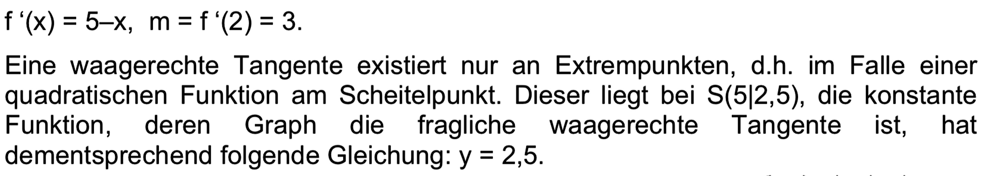 f ‘(x) = 5–x, m = f ‘(2) = 3.
Eine waagerechte Tangente existiert nur an Extrempunkten, d.h. im Falle einer
quadratischen Funktion am Scheitelpunkt. Dieser liegt bei S(5|2,5), die konstante
Funktion, deren Graph die fragliche waagerechte Tangente ist, hat
dementsprechend folgende Gleichung: y = 2,5.